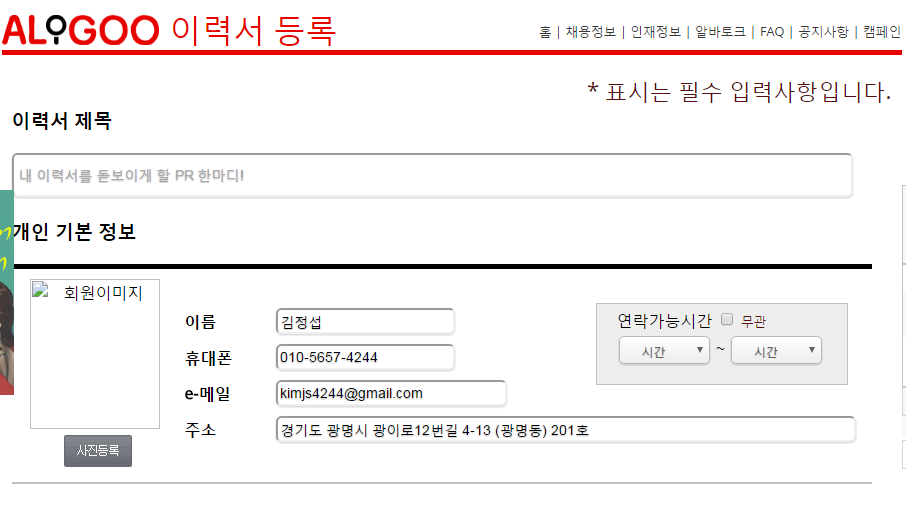 ALOGOO 이력서 등록
홈 | 채용정보 | 인재정보 | 알바토크 | FAQ | 공지사항 | 캠페인
* 표시는 필수 입력사항입니다.
이력서 제목
내 이력서를 돋보이게 할 PR 한마디!
개인 기본 정보
회원이미지
사진등록
이름 김정섭
연락가능시간 무관
시간 ~ 시간
휴대폰 010-5657-4244
e-메일 kimjs4244@gmail.com
주소 경기도 광명시 광이로12번길 4-13 (광명동) 201호